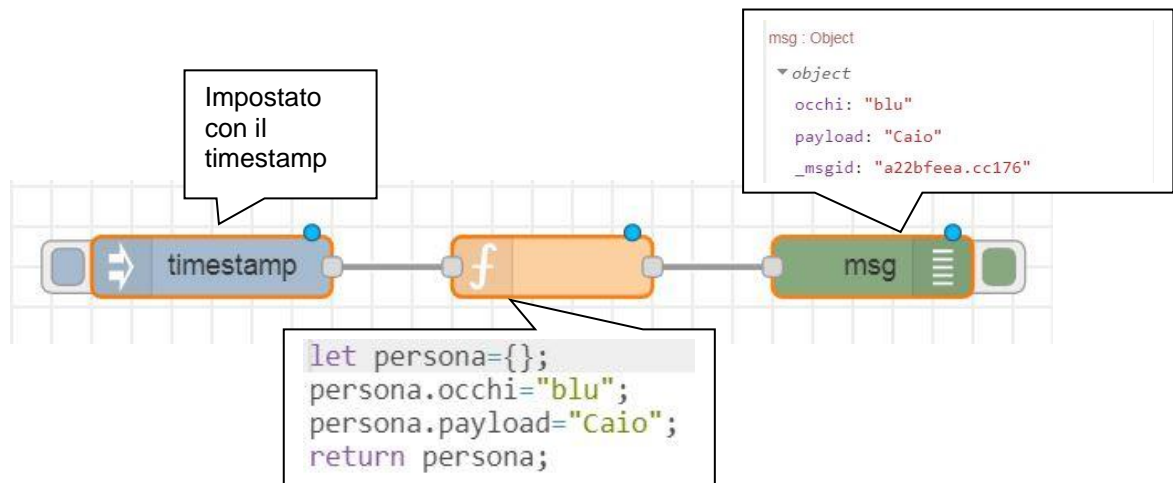 msg : Object
object
occhi: "blu"
payload: "Caio"
_msgid: "a22bfeea.cc176"
Impostato
con il
timestamp
timestamp
f
msg
let persona={};
persona.occhi="blu";
persona.payload="Caio";
return persona;